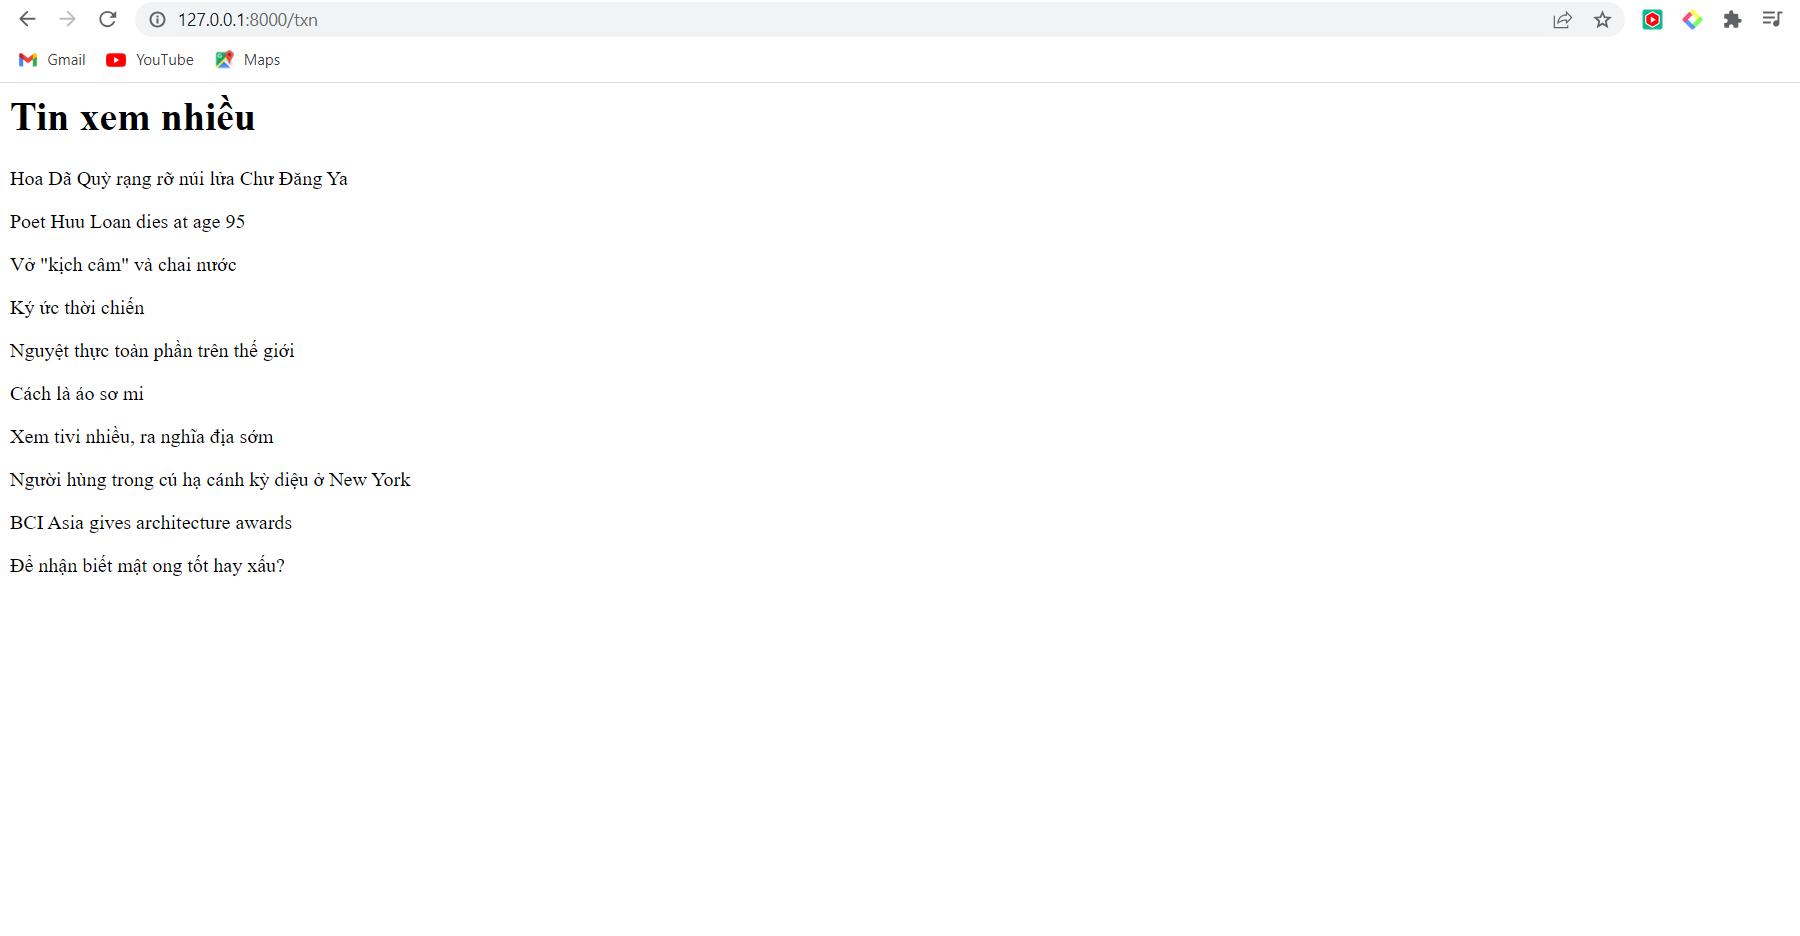 127.0.0.1:8000/txn
Gmail YouTube Maps
Tin xem nhiều
Hoa Dã Quỳ rạng rỡ núi lửa Chư Đăng Ya
Poet Huu Loan dies at age 95
Vở "kịch câm" và chai nước
Ký ức thời chiến
Nguyệt thực toàn phần trên thế giới
Cách là áo sơ mi
Xem tivi nhiều, ra nghĩa địa sớm
Người hùng trong cú hạ cánh kỳ diệu ở New York
BCI Asia gives architecture awards
Để nhận biết mật ong tốt hay xấu?